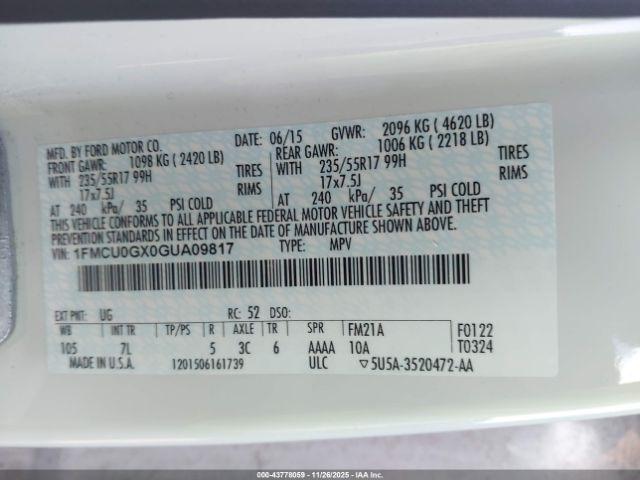 MFD. BY FORD MOTOR CO. 06/15 GVWR: 2096 KG ( 4620 LB)
FRONT GAWR: 1098 KG ( 2420 LB) REAR GAWR: 1006 KG ( 2218 LB)
WITH 235/55R17 99H TIRES WITH 235/55R17 99H TIRES
17x7.5J RIMS 17x7.5J RIMS
AT 240 kPa/ 35 PSI COLD AT 240 kPa/ 35 PSI COLD
THIS VEHICLE CONFORMS TO ALL APPLICABLE FEDERAL MOTOR VEHICLE SAFETY AND THEFT
PREVENTION STANDARDS IN EFFECT ON THE DATE OF MANUFACTURE SHOWN ABOVE.
VIN: 1FMCU0GX0GUA09817 TYPE: MPV
EXT PNT: UG RC: 52 DSO:
WB INT TR TP/PS R AXLE TR SPR FM21A F0122
105 7L 5 3C 6 AAAA 10A T0324
MADE IN U.S.A. 1201506161739 ULC ▽5U5A-3520472-AA
© - (43778059) - 11/26/2025 - IAAI.com